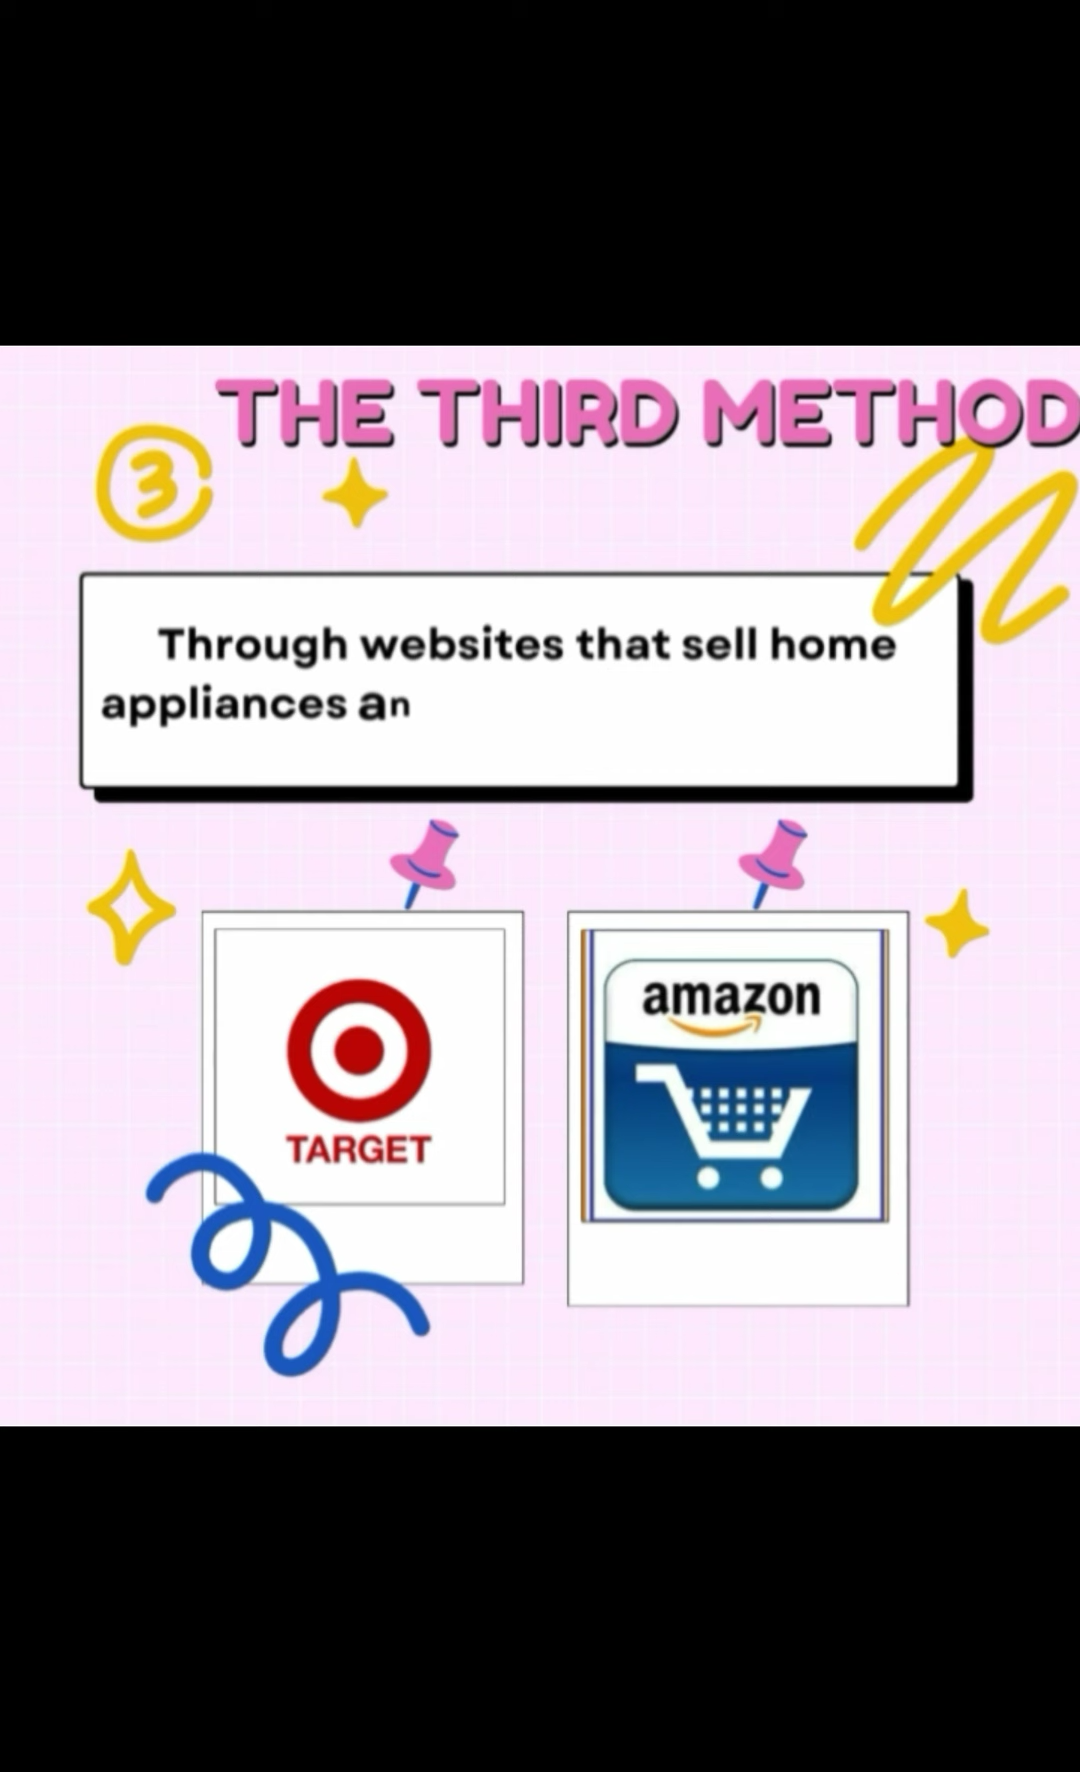 THE THIRD METHOD
3
Through websites that sell home
appliances an
TARGET
amazon